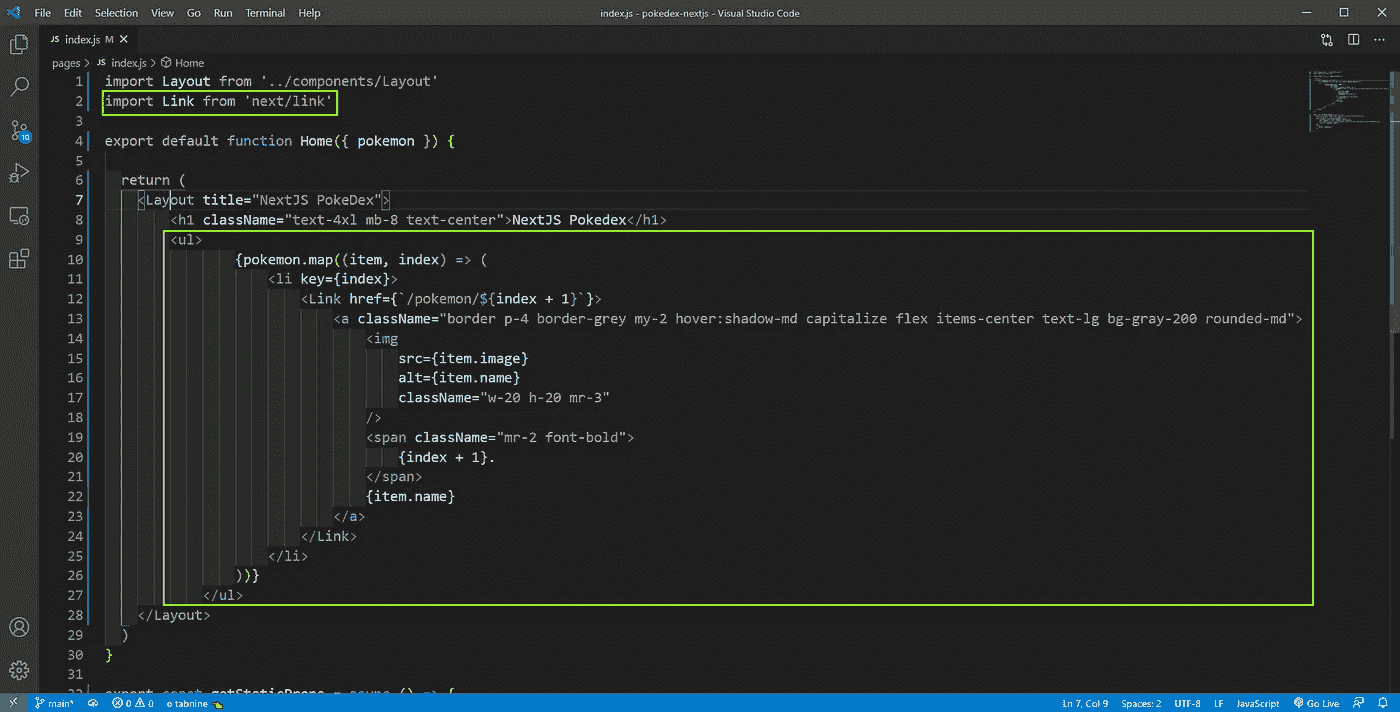 File Edit Selection View Go Run Terminal Help
index.js - pokedex-nextjs - Visual Studio Code
JS index.js M
pages > JS index.js > Home
1 import Layout from '../components/Layout'
2 import Link from 'next/link'
3
4 export default function Home({ pokemon }) {
5
6 return (
7 <Layout title="NextJS PokeDex">
8 <h1 className="text-4xl mb-8 text-center">NextJS Pokedex</h1>
9 <ul>
10 {pokemon.map((item, index) => (
11 <li key={index}>
12 <Link href={`/pokemon/${index + 1}`}>
13 <a className="border p-4 border-grey my-2 hover:shadow-md capitalize flex items-center text-lg bg-gray-200 rounded-md">
14 <img
15 src={item.image}
16 alt={item.name}
17 className="w-20 h-20 mr-3"
18 />
19 <span className="mr-2 font-bold">
20 {index + 1}.
21 </span>
22 {item.name}
23 </a>
24 </Link>
25 </li>
26 ))}
27 </ul>
28 </Layout>
29 )
30 }
31
32 export const getStaticProps = async () => {
10
main* 0 0 tabnine Ln 7, Col 9 Spaces: 2 UTF-8 LF JavaScript Go Live